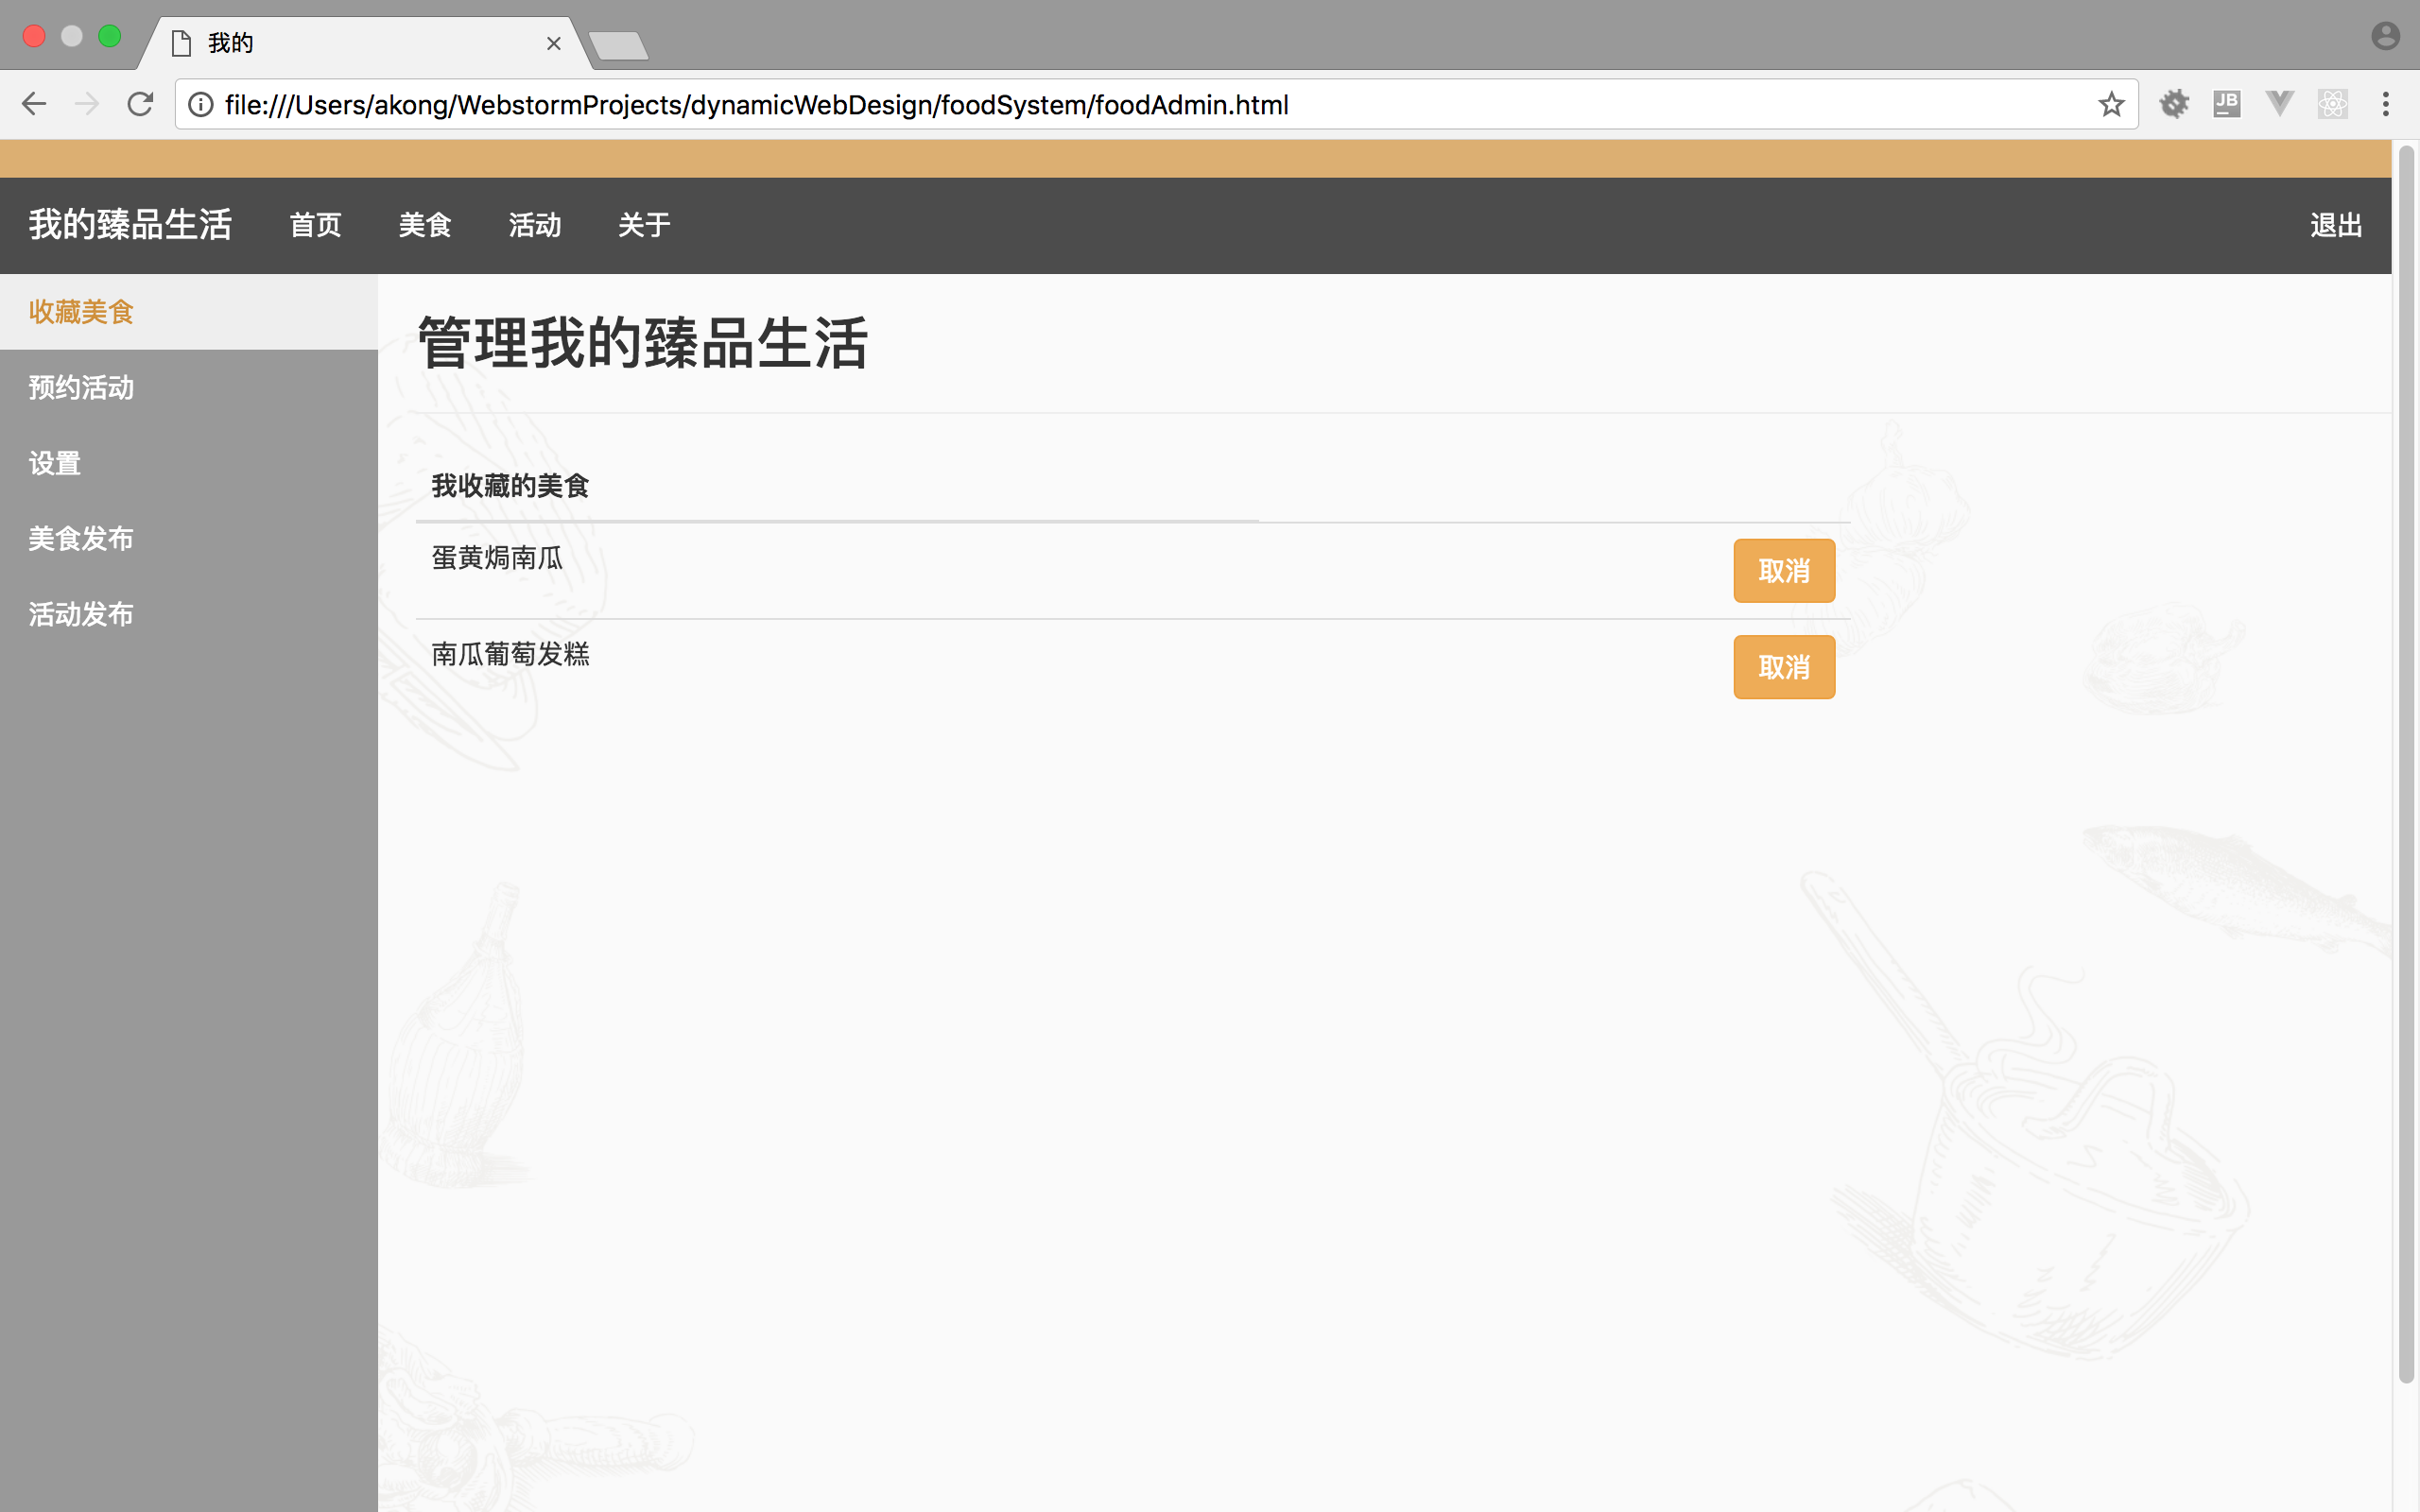 我的
file:///Users/akong/WebstormProjects/dynamicWebDesign/foodSystem/foodAdmin.html
JB
我的臻品生活 首页 美食 活动 关于 退出
收藏美食
预约活动
设置
美食发布
活动发布
管理我的臻品生活
我收藏的美食
蛋黄焗南瓜 取消
南瓜葡萄发糕 取消